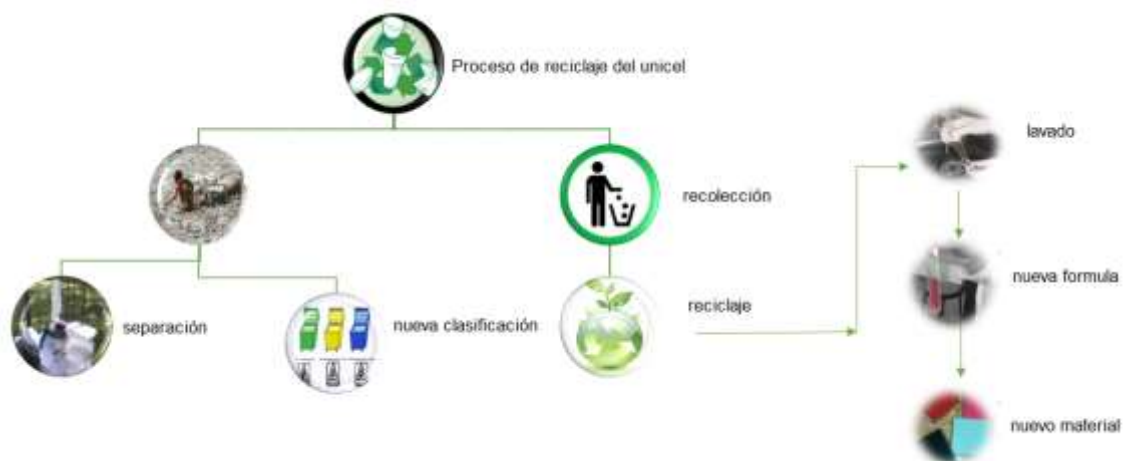 Proceso de reciclaje del unicel
lavado
recolección
nueva formula
separación
nueva clasificación
reciclaje
nuevo material